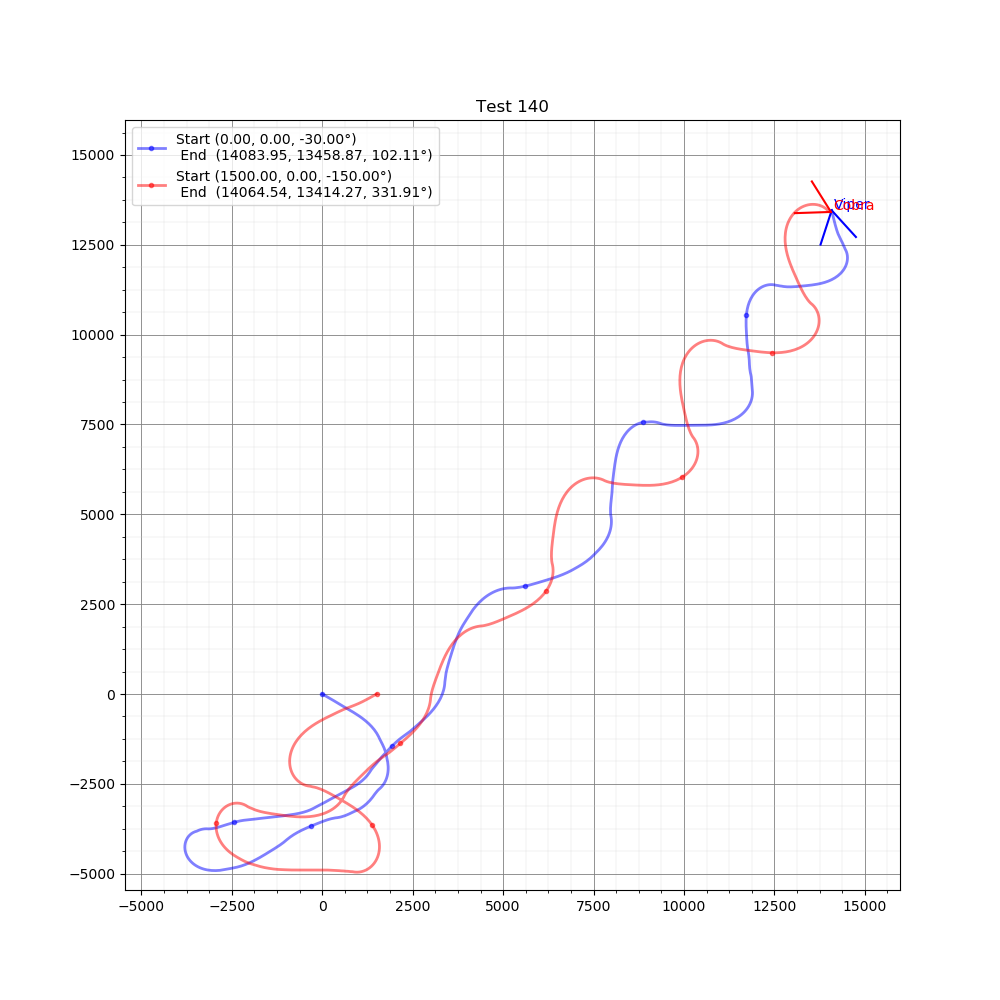 Test 140
Start (0.00, 0.00, -30.00°)
End (14083.95, 13458.87, 102.11°)
Start (1500.00, 0.00, -150.00°)
End (14064.54, 13414.27, 331.91°)
15000
12500
10000
7500
5000
2500
0
−2500
−5000
Viper
Cobra
−5000 −2500 0 2500 5000 7500 10000 12500 15000